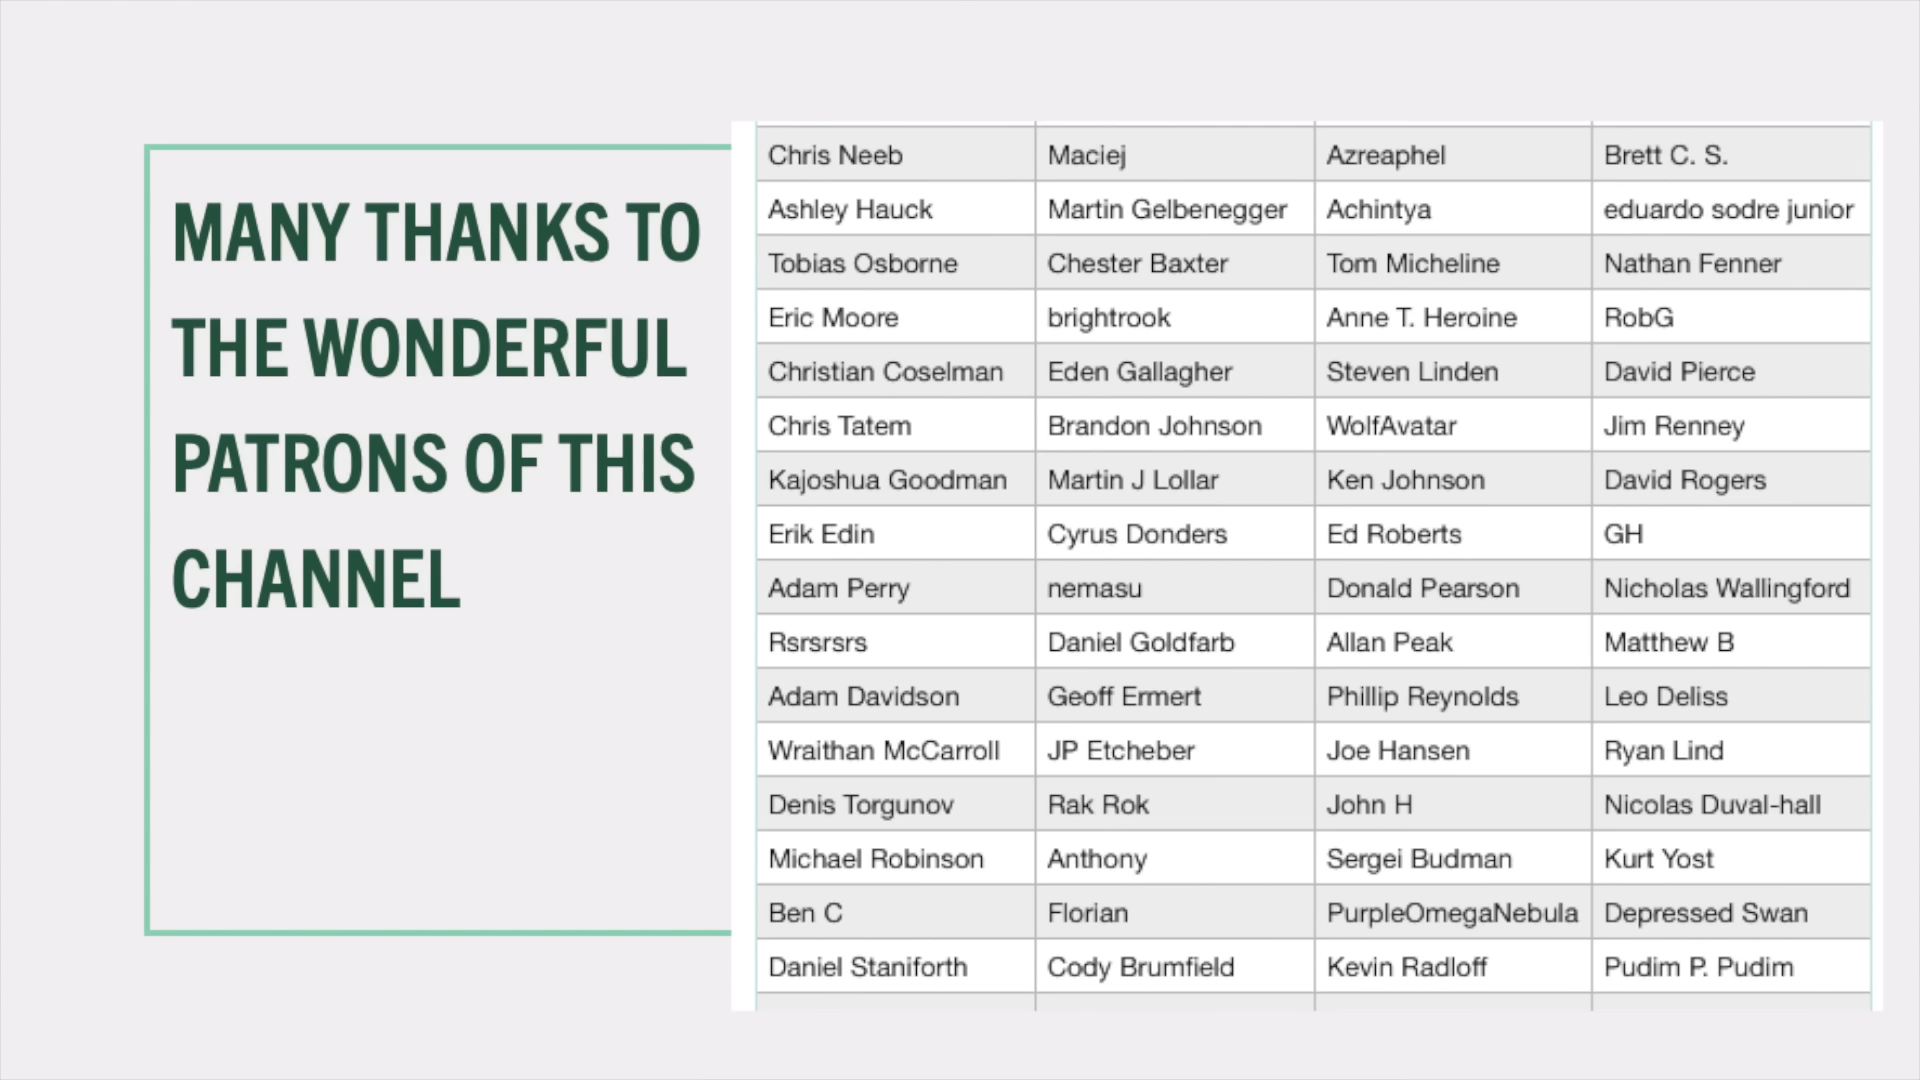 MANY THANKS TO
THE WONDERFUL
PATRONS OF THIS
CHANNEL
Chris Neeb Maciej Azreaphel Brett C. S.
Ashley Hauck Martin Gelbenegger Achintya eduardo sodre junior
Tobias Osborne Chester Baxter Tom Micheline Nathan Fenner
Eric Moore brightrook Anne T. Heroine RobG
Christian Coselman Eden Gallagher Steven Linden David Pierce
Chris Tatem Brandon Johnson WolfAvatar Jim Renney
Kajoshua Goodman Martin J Lollar Ken Johnson David Rogers
Erik Edin Cyrus Donders Ed Roberts GH
Adam Perry nemasu Donald Pearson Nicholas Wallingford
Rsrsrsrs Daniel Goldfarb Allan Peak Matthew B
Adam Davidson Geoff Ermert Phillip Reynolds Leo Deliss
Wraithan McCarroll JP Etcheber Joe Hansen Ryan Lind
Denis Torgunov Rak Rok John H Nicolas Duval-hall
Michael Robinson Anthony Sergei Budman Kurt Yost
Ben C Florian PurpleOmegaNebula Depressed Swan
Daniel Staniforth Cody Brumfield Kevin Radloff Pudim P. Pudim